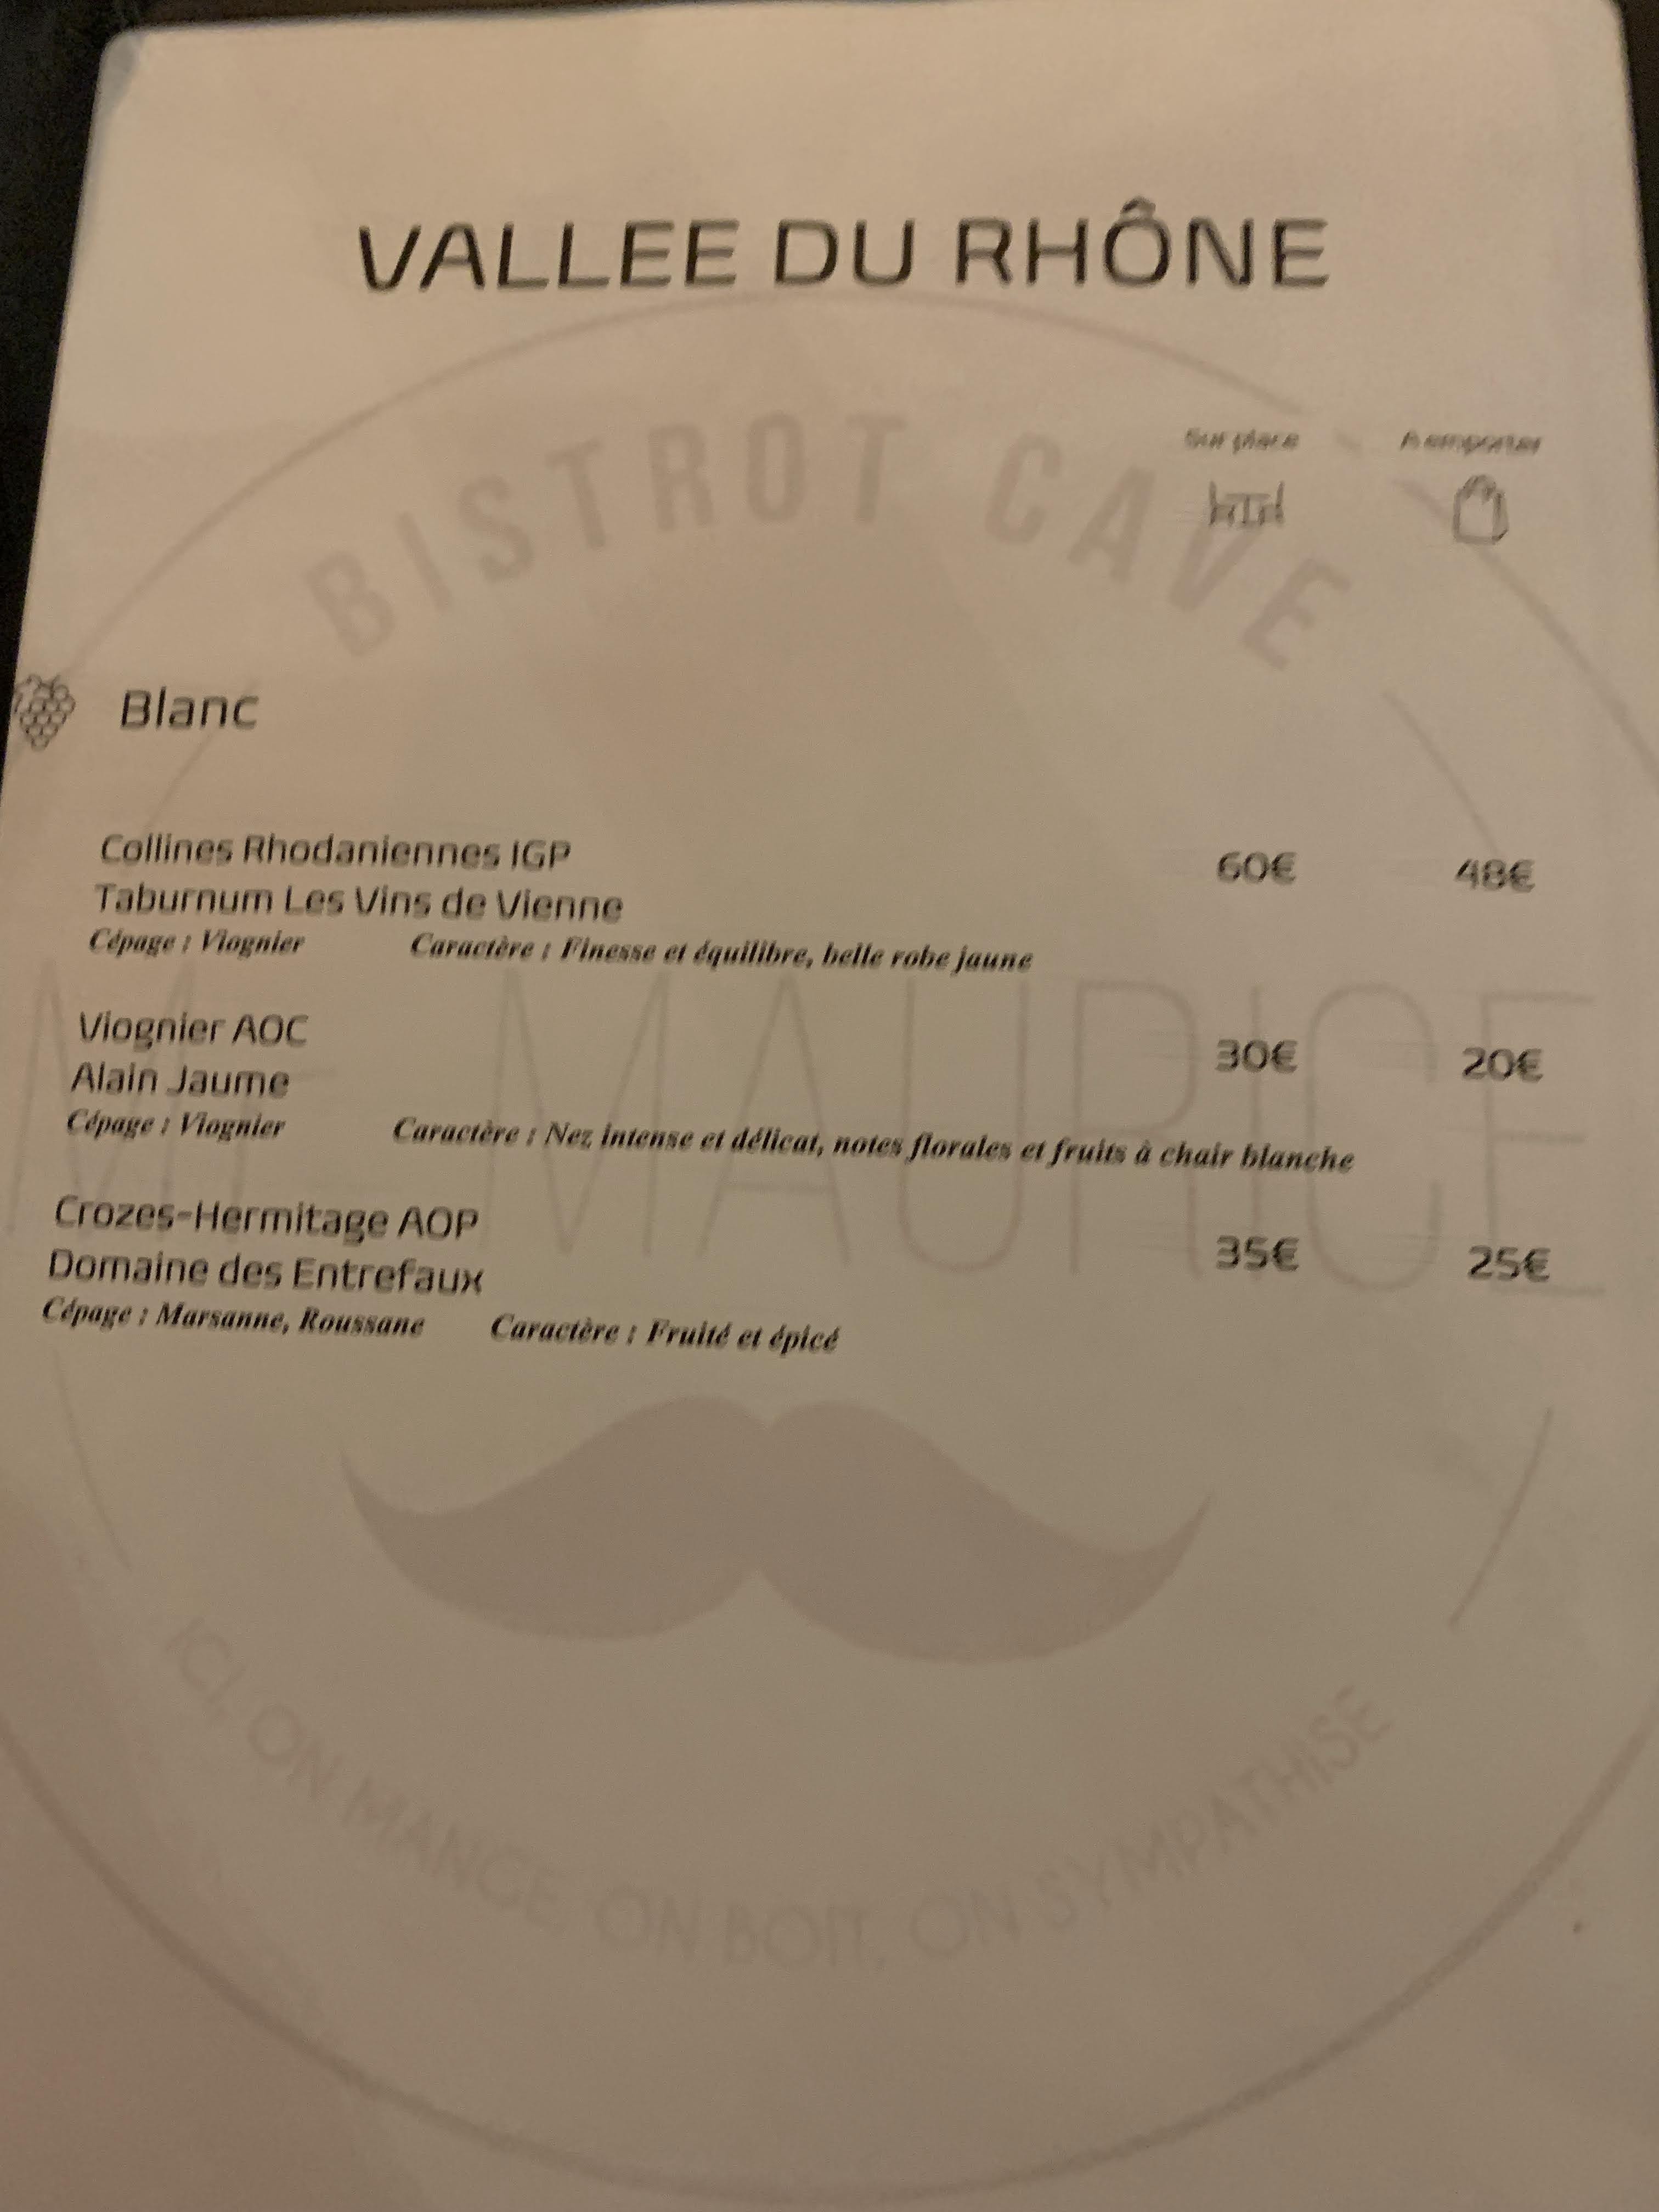 VALLEE DU RHÔNE
BISTROT CAVE
Sur place
A emporter
Blanc
Collines Rhodaniennes IGP
60€
48€
Taburnum Les Vins de Vienne
Cépage : Viognier Caractère : Finesse et équilibre, belle robe jaune
Viognier AOC
30€
20€
Alain Jaume
Cépage : Viognier Caractère : Nez intense et délicat, notes florales et fruits à chair blanche
Mr MAURICE
Crozes-Hermitage AOP
35€
25€
Domaine des Entrefaux
Cépage : Marsanne, Roussane Caractère : Fruité et épicé
ICI, ON MANGE, ON BOIT, ON SYMPATHISE